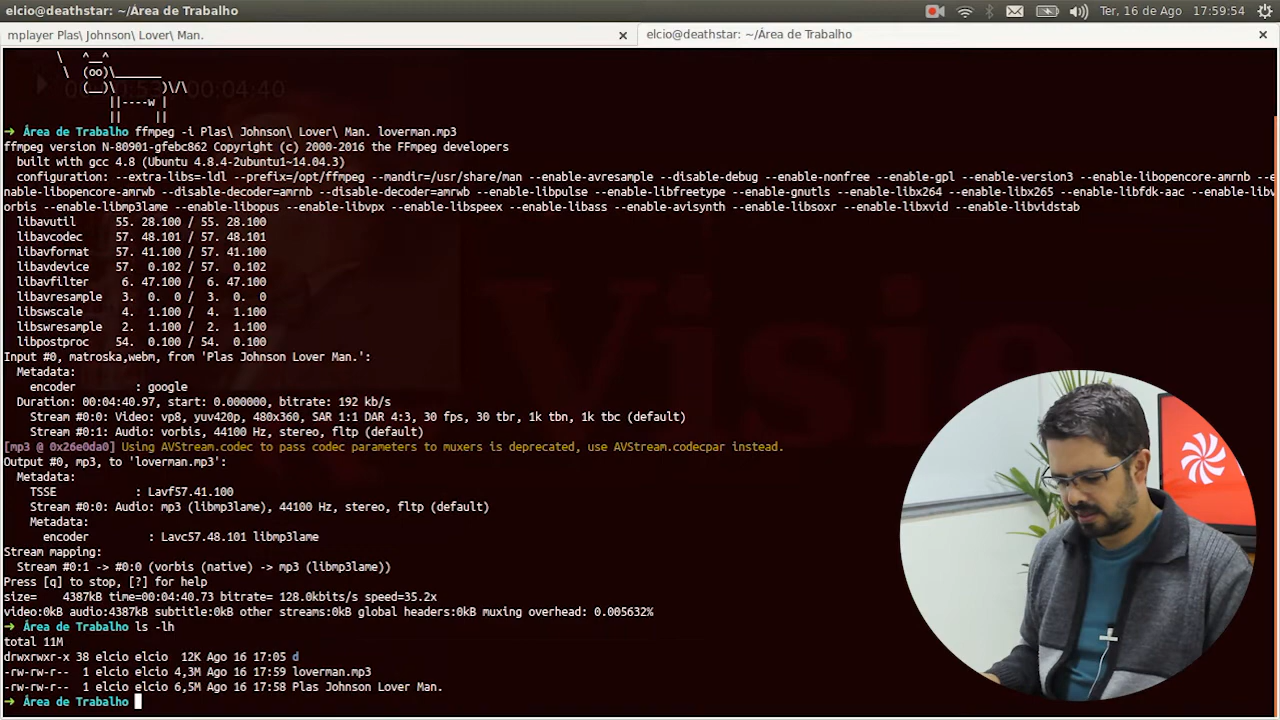 elcio@deathstar: ~/Área de Trabalho
Ter, 16 de Ago 17:59:54
mplayer Plas\ Johnson\ Lover\ Man.
elcio@deathstar: ~/Área de Trabalho
\ ^__^
\ (oo)\_______
(__)\ )\/\
||----w |
|| ||
00:04:40
➜ Área de Trabalho ffmpeg -i Plas\ Johnson\ Lover\ Man. loverman.mp3
ffmpeg version N-80901-gfebc862 Copyright (c) 2000-2016 the FFmpeg developers
built with gcc 4.8 (Ubuntu 4.8.4-2ubuntu1~14.04.3)
configuration: --extra-libs=-ldl --prefix=/opt/ffmpeg --mandir=/usr/share/man --enable-avresample --disable-debug --enable-nonfree --enable-gpl --enable-version3 --enable-libopencore-amrnb --e
nable-libopencore-amrwb --disable-decoder=amrnb --disable-decoder=amrwb --enable-libpulse --enable-libfreetype --enable-gnutls --enable-libx264 --enable-libx265 --enable-libfdk-aac --enable-libv
orbis --enable-libmp3lame --enable-libopus --enable-libvpx --enable-libspeex --enable-libass --enable-avisynth --enable-libsoxr --enable-libxvid --enable-libvidstab
libavutil 55. 28.100 / 55. 28.100
libavcodec 57. 48.101 / 57. 48.101
libavformat 57. 41.100 / 57. 41.100
libavdevice 57. 0.102 / 57. 0.102
libavfilter 6. 47.100 / 6. 47.100
libavresample 3. 0. 0 / 3. 0. 0
libswscale 4. 1.100 / 4. 1.100
libswresample 2. 1.100 / 2. 1.100
libpostproc 54. 0.100 / 54. 0.100
Input #0, matroska,webm, from 'Plas Johnson Lover Man.':
Metadata:
encoder : google
Duration: 00:04:40.97, start: 0.000000, bitrate: 192 kb/s
Stream #0:0: Video: vp8, yuv420p, 480x360, SAR 1:1 DAR 4:3, 30 fps, 30 tbr, 1k tbn, 1k tbc (default)
Stream #0:1: Audio: vorbis, 44100 Hz, stereo, fltp (default)
[mp3 @ 0x26e0da0] Using AVStream.codec to pass codec parameters to muxers is deprecated, use AVStream.codecpar instead.
Output #0, mp3, to 'loverman.mp3':
Metadata:
TSSE : Lavf57.41.100
Stream #0:0: Audio: mp3 (libmp3lame), 44100 Hz, stereo, fltp (default)
Metadata:
encoder : Lavc57.48.101 libmp3lame
Stream mapping:
Stream #0:1 -> #0:0 (vorbis (native) -> mp3 (libmp3lame))
Press [q] to stop, [?] for help
size= 4387kB time=00:04:40.73 bitrate= 128.0kbits/s speed=35.2x
video:0kB audio:4387kB subtitle:0kB other streams:0kB global headers:0kB muxing overhead: 0.005632%
➜ Área de Trabalho ls -lh
total 11M
drwxrwxr-x 38 elcio elcio 12K Ago 16 17:05 d
-rw-rw-r-- 1 elcio elcio 4,3M Ago 16 17:59 loverman.mp3
-rw-rw-r-- 1 elcio elcio 6,5M Ago 16 17:58 Plas Johnson Lover Man.
➜ Área de Trabalho